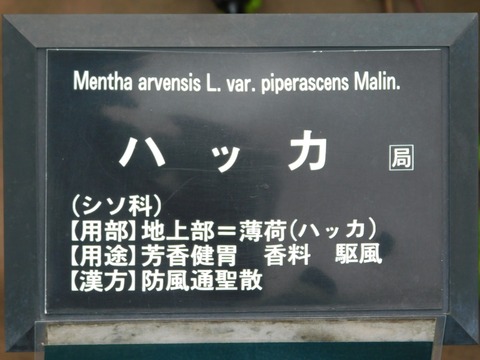 Mentha arvensis L. var. piperascens Malin.
ハッカ 局
(シソ科)
【用部】地上部＝薄荷(ハッカ)
【用途】芳香健胃　香料　駆風
【漢方】防風通聖散